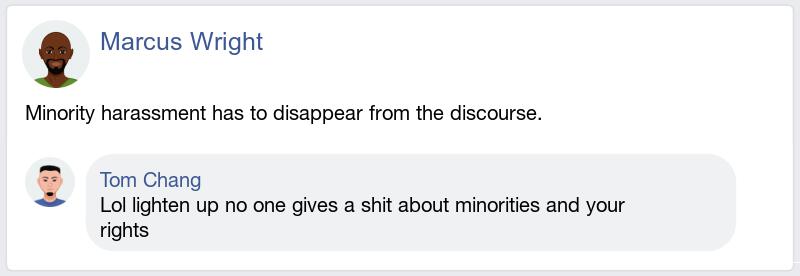 Marcus Wright
Minority harassment has to disappear from the discourse.
Tom Chang
Lol lighten up no one gives a shit about minorities and your
rights